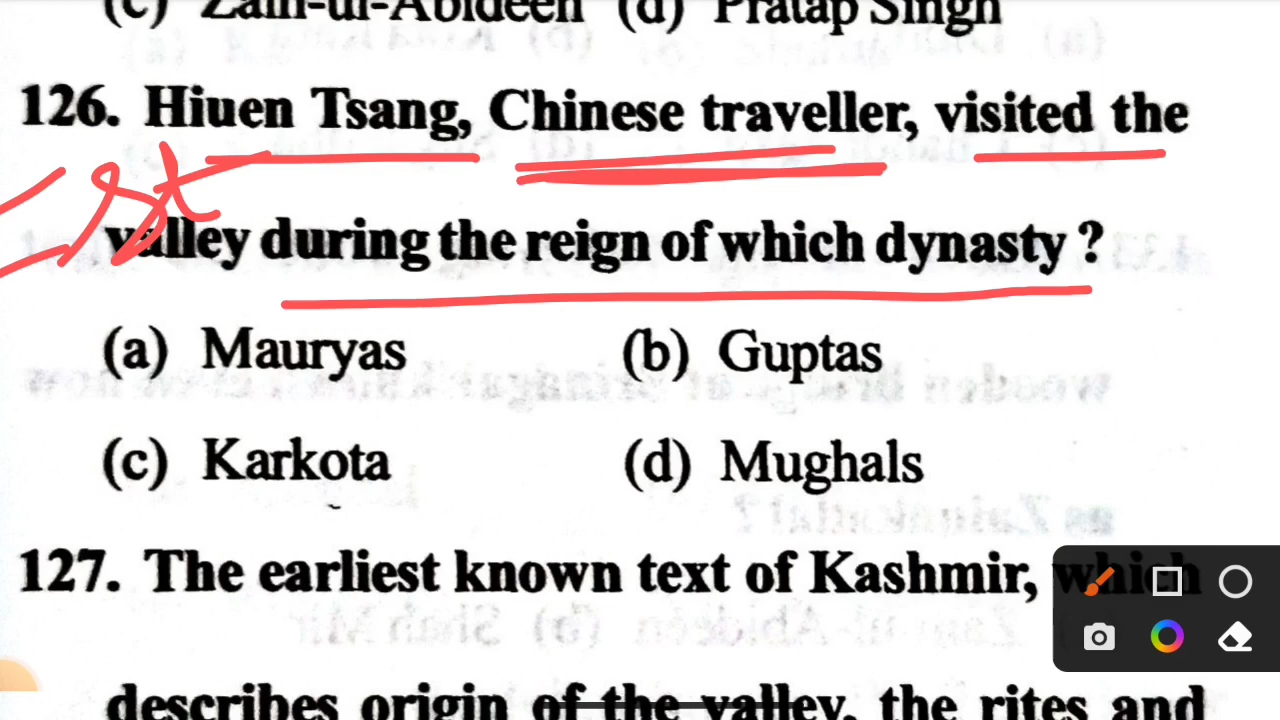 (c) Zain-ul-Abideen (d) Pratap Singh
126. Hiuen Tsang, Chinese traveller, visited the
st
valley during the reign of which dynasty ?
(a) Mauryas (b) Guptas
(c) Karkota (d) Mughals
127. The earliest known text of Kashmir, which
describes origin of the valley, the rites and